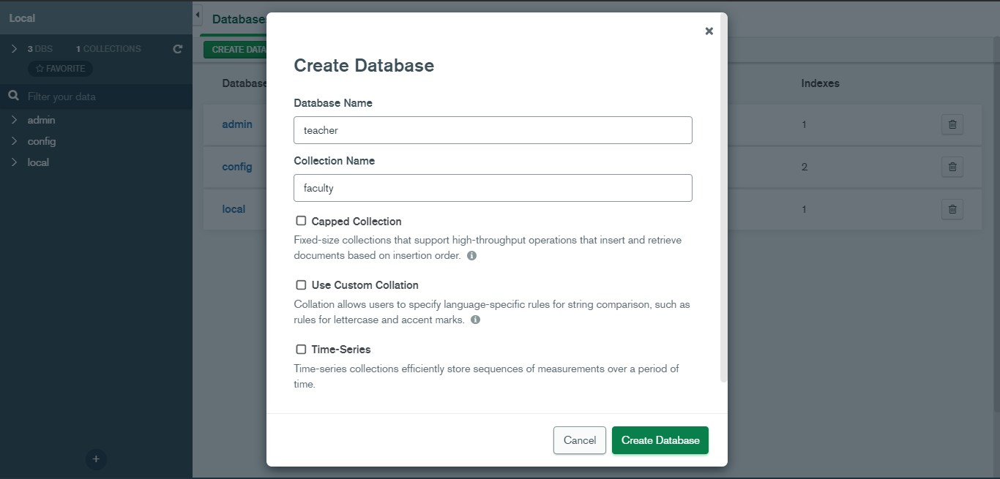 Local
3 DBS 1 COLLECTIONS
FAVORITE
Filter your data
admin
config
local
Database
CREATE DATA
Database
Indexes
admin
1
config
2
local
1
Create Database
Database Name
teacher
Collection Name
faculty
Capped Collection
Fixed-size collections that support high-throughput operations that insert and retrieve
documents based on insertion order.
Use Custom Collation
Collation allows users to specify language-specific rules for string comparison, such as
rules for lettercase and accent marks.
Time-Series
Time-series collections efficiently store sequences of measurements over a period of
time.
Cancel
Create Database